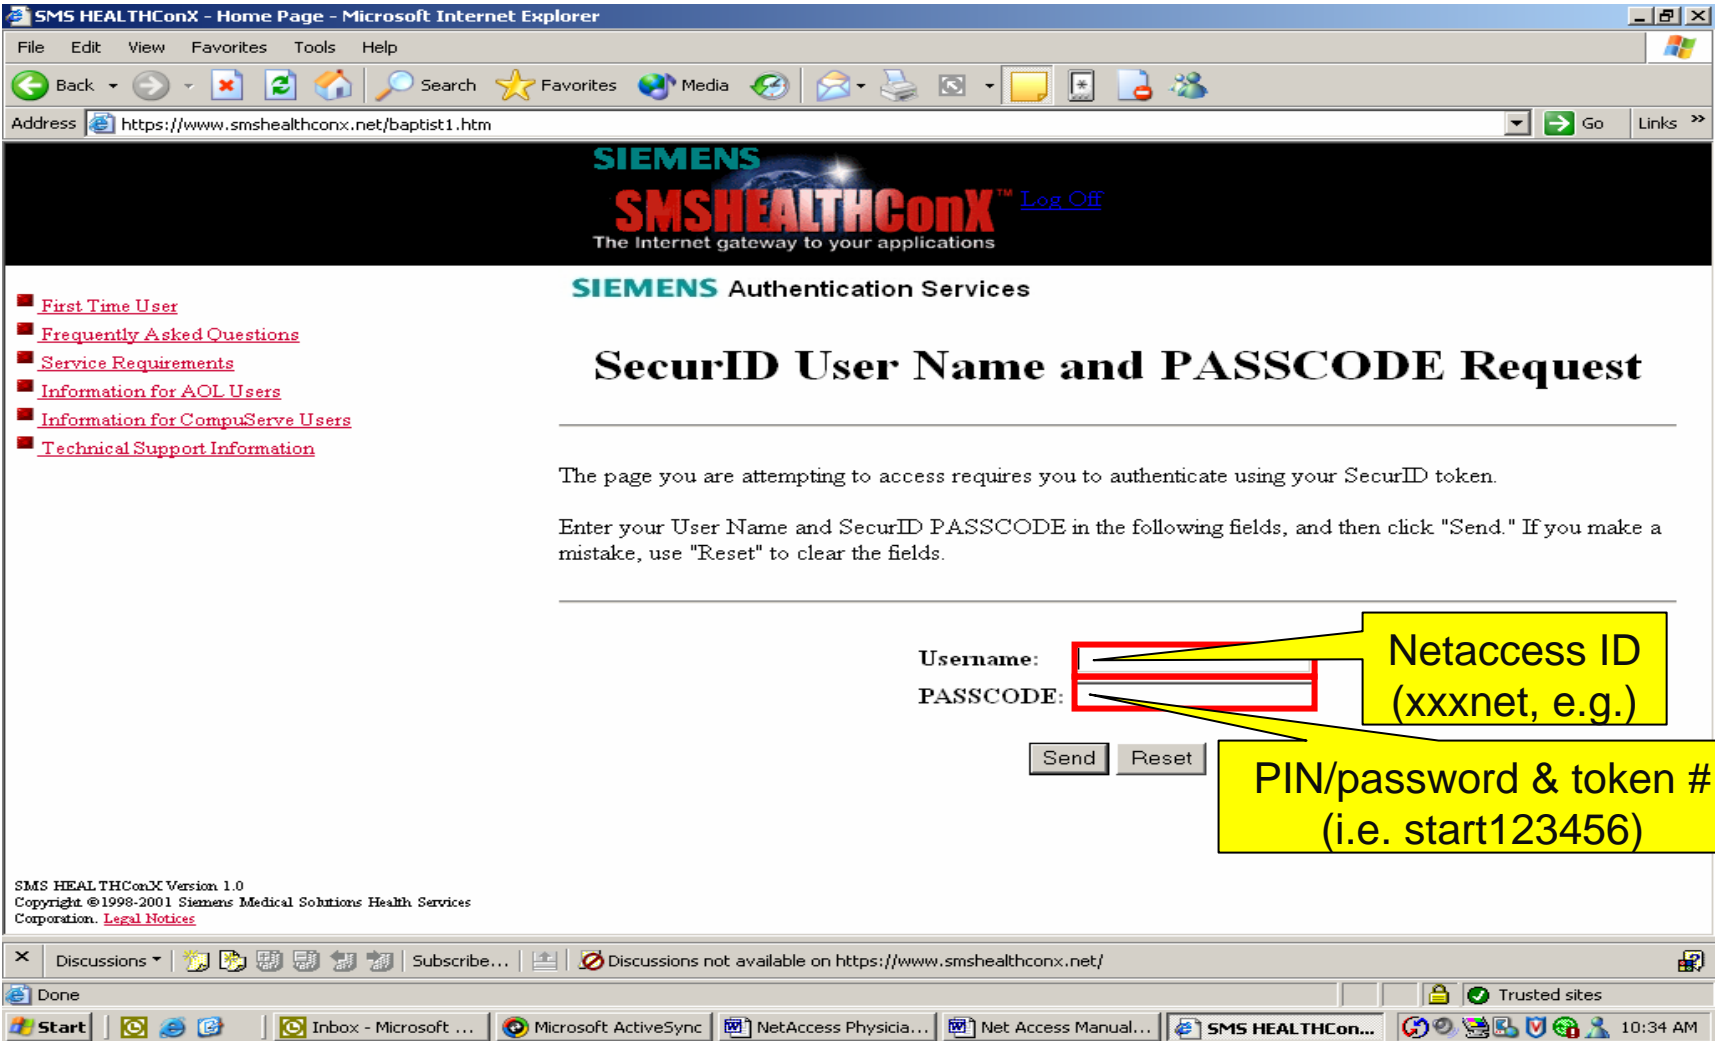 SMS HEALTHConX - Home Page - Microsoft Internet Explorer
File Edit View Favorites Tools Help
Back Search Favorites Media
Address https://www.smshealthconx.net/baptist1.htm Go Links »
SIEMENS
SMSHEALTHConX™ Log Off
The Internet gateway to your applications
SIEMENS Authentication Services
First Time User
Frequently Asked Questions
Service Requirements
Information for AOL Users
Information for CompuServe Users
Technical Support Information
SecurID User Name and PASSCODE Request
The page you are attempting to access requires you to authenticate using your SecurID token.
Enter your User Name and SecurID PASSCODE in the following fields, and then click "Send." If you make a
mistake, use "Reset" to clear the fields.
Username:
Netaccess ID
(xxxnet, e.g.)
PASSCODE:
Send Reset
PIN/password & token #
(i.e. start123456)
SMS HEALTHConX Version 1.0
Copyright ©1998-2001 Siemens Medical Solutions Health Services
Corporation. Legal Notices
Discussions Subscribe... Discussions not available on https://www.smshealthconx.net/
Done Trusted sites
Start Inbox - Microsoft ... Microsoft ActiveSync NetAccess Physicia... Net Access Manual... SMS HEALTHCon... 10:34 AM